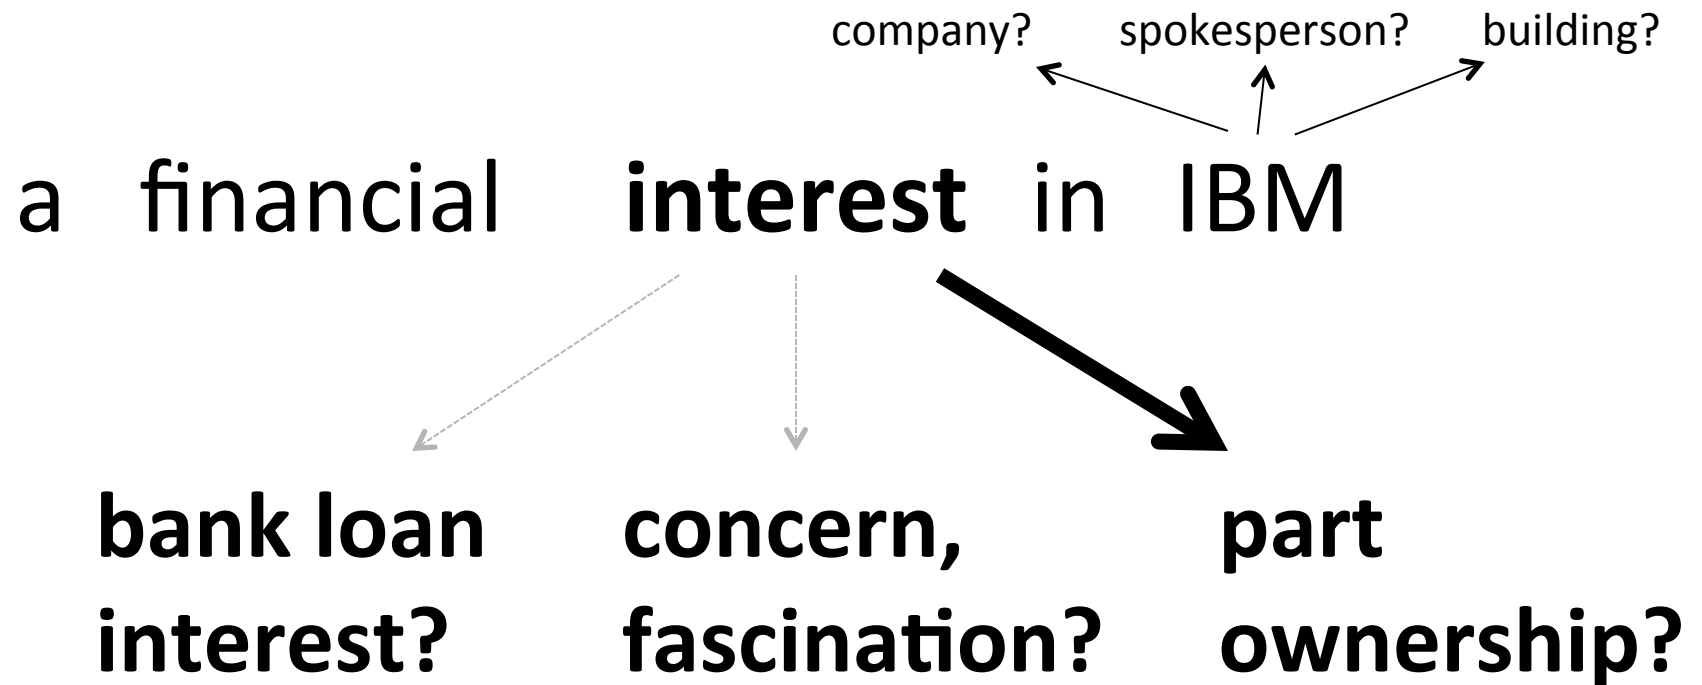 company? spokesperson? building?
a financial interest in IBM
bank loan concern, part
interest? fascination? ownership?